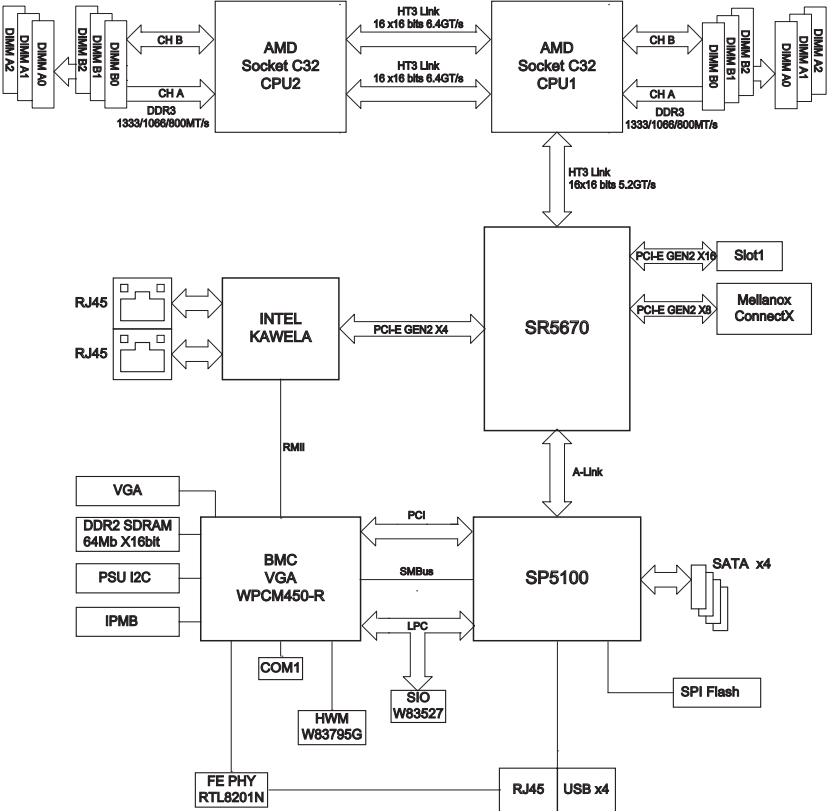 DIMM A2
DIMM A1
DIMM A0
DIMM B2
DIMM B1
DIMM B0
CH B
CH A
DDR3
1333/1066/800MT/s
AMD
Socket C32
CPU2
HT3 Link
16 x16 bits 6.4GT/s
HT3 Link
16 x16 bits 6.4GT/s
AMD
Socket C32
CPU1
CH B
CH A
DDR3
1333/1066/800MT/s
DIMM B0
DIMM B1
DIMM B2
DIMM A0
DIMM A1
DIMM A2
HT3 Link
16x16 bits 5.2GT/s
RJ45
RJ45
INTEL
KAWELA
PCI-E GEN2 X4
SR5670
PCI-E GEN2 X16
Slot1
PCI-E GEN2 X8
Mellanox
ConnectX
RMII
A-Link
VGA
DDR2 SDRAM
64Mb X16bit
PSU I2C
IPMB
BMC
VGA
WPCM450-R
PCI
SMBus
LPC
SP5100
SATA x4
COM1
HWM
W83795G
SIO
W83527
SPI Flash
FE PHY
RTL8201N
RJ45
USB x4